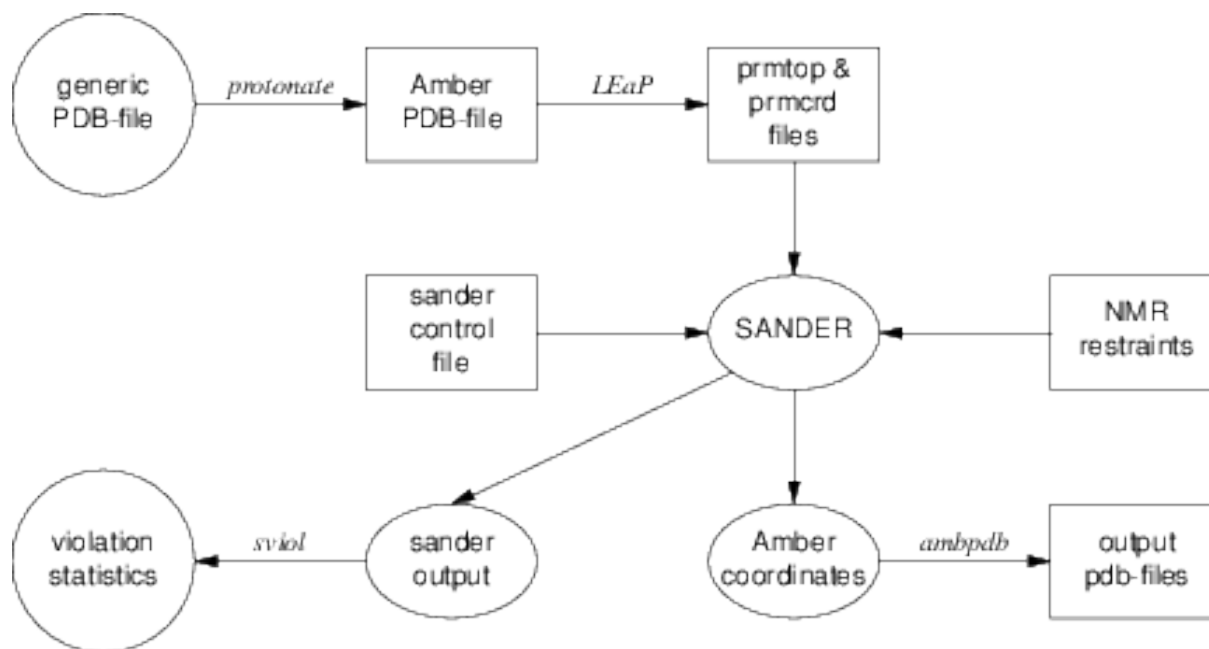 generic
PDB-file
protonate
Amber
PDB-file
LEaP
prmtop &
prmcrd
files
sander
control
file
SANDER
NMR
restraints
violation
statistics
sviol
sander
output
Amber
coordinates
ambpdb
output
pdb-files